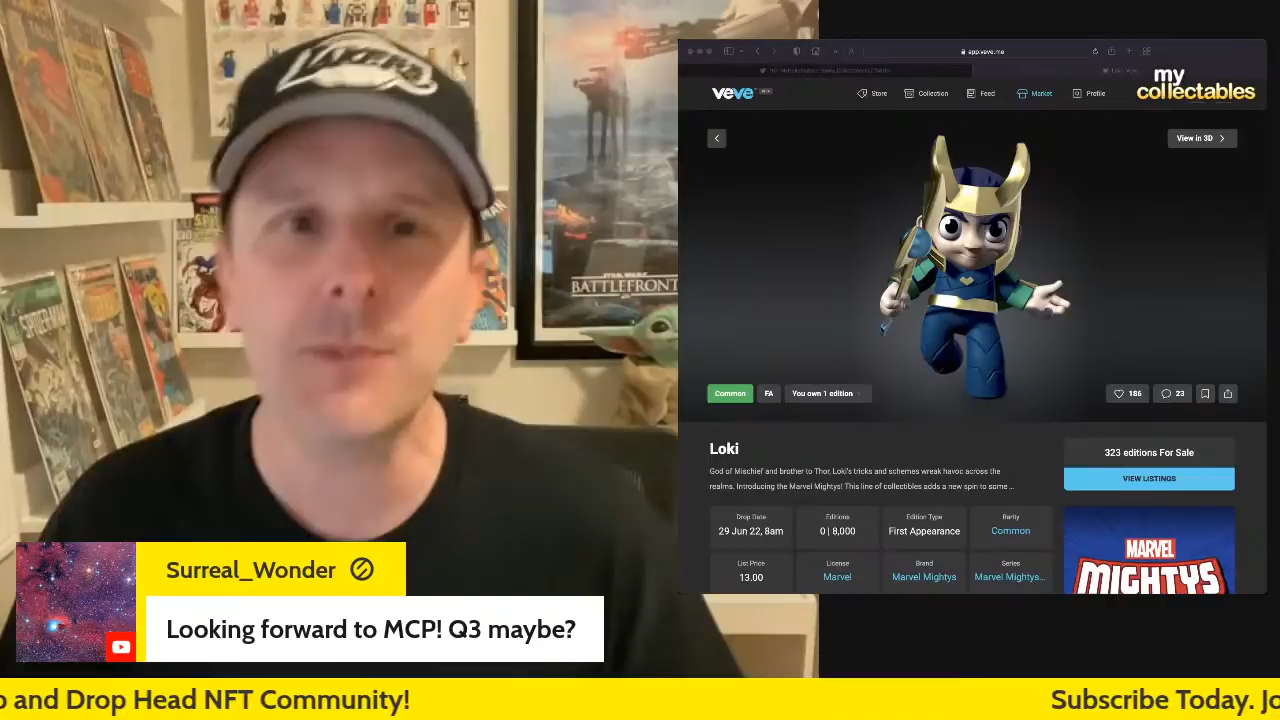 LAKERS
STAR WARS
BATTLEFRONT
app.veve.me
veve
Store
Collection
Feed
Market
Profile
my
collectables
View in 3D
Common
FA
You own 1 edition
186
23
Loki
God of Mischief and brother to Thor, Loki's tricks and schemes wreak havoc across the
realms. Introducing the Marvel Mightys! This line of collectibles adds a new spin to some ...
323 editions For Sale
VIEW LISTINGS
Drop Date
29 Jun 22, 8am
Editions
0 | 8,000
Edition Type
First Appearance
Rarity
Common
List Price
13.00
License
Marvel
Brand
Marvel Mightys
Series
Marvel Mightys...
MARVEL
MIGHTYS
Surreal_Wonder
Looking forward to MCP! Q3 maybe?
and Drop Head NFT Community!
Subscribe Today.